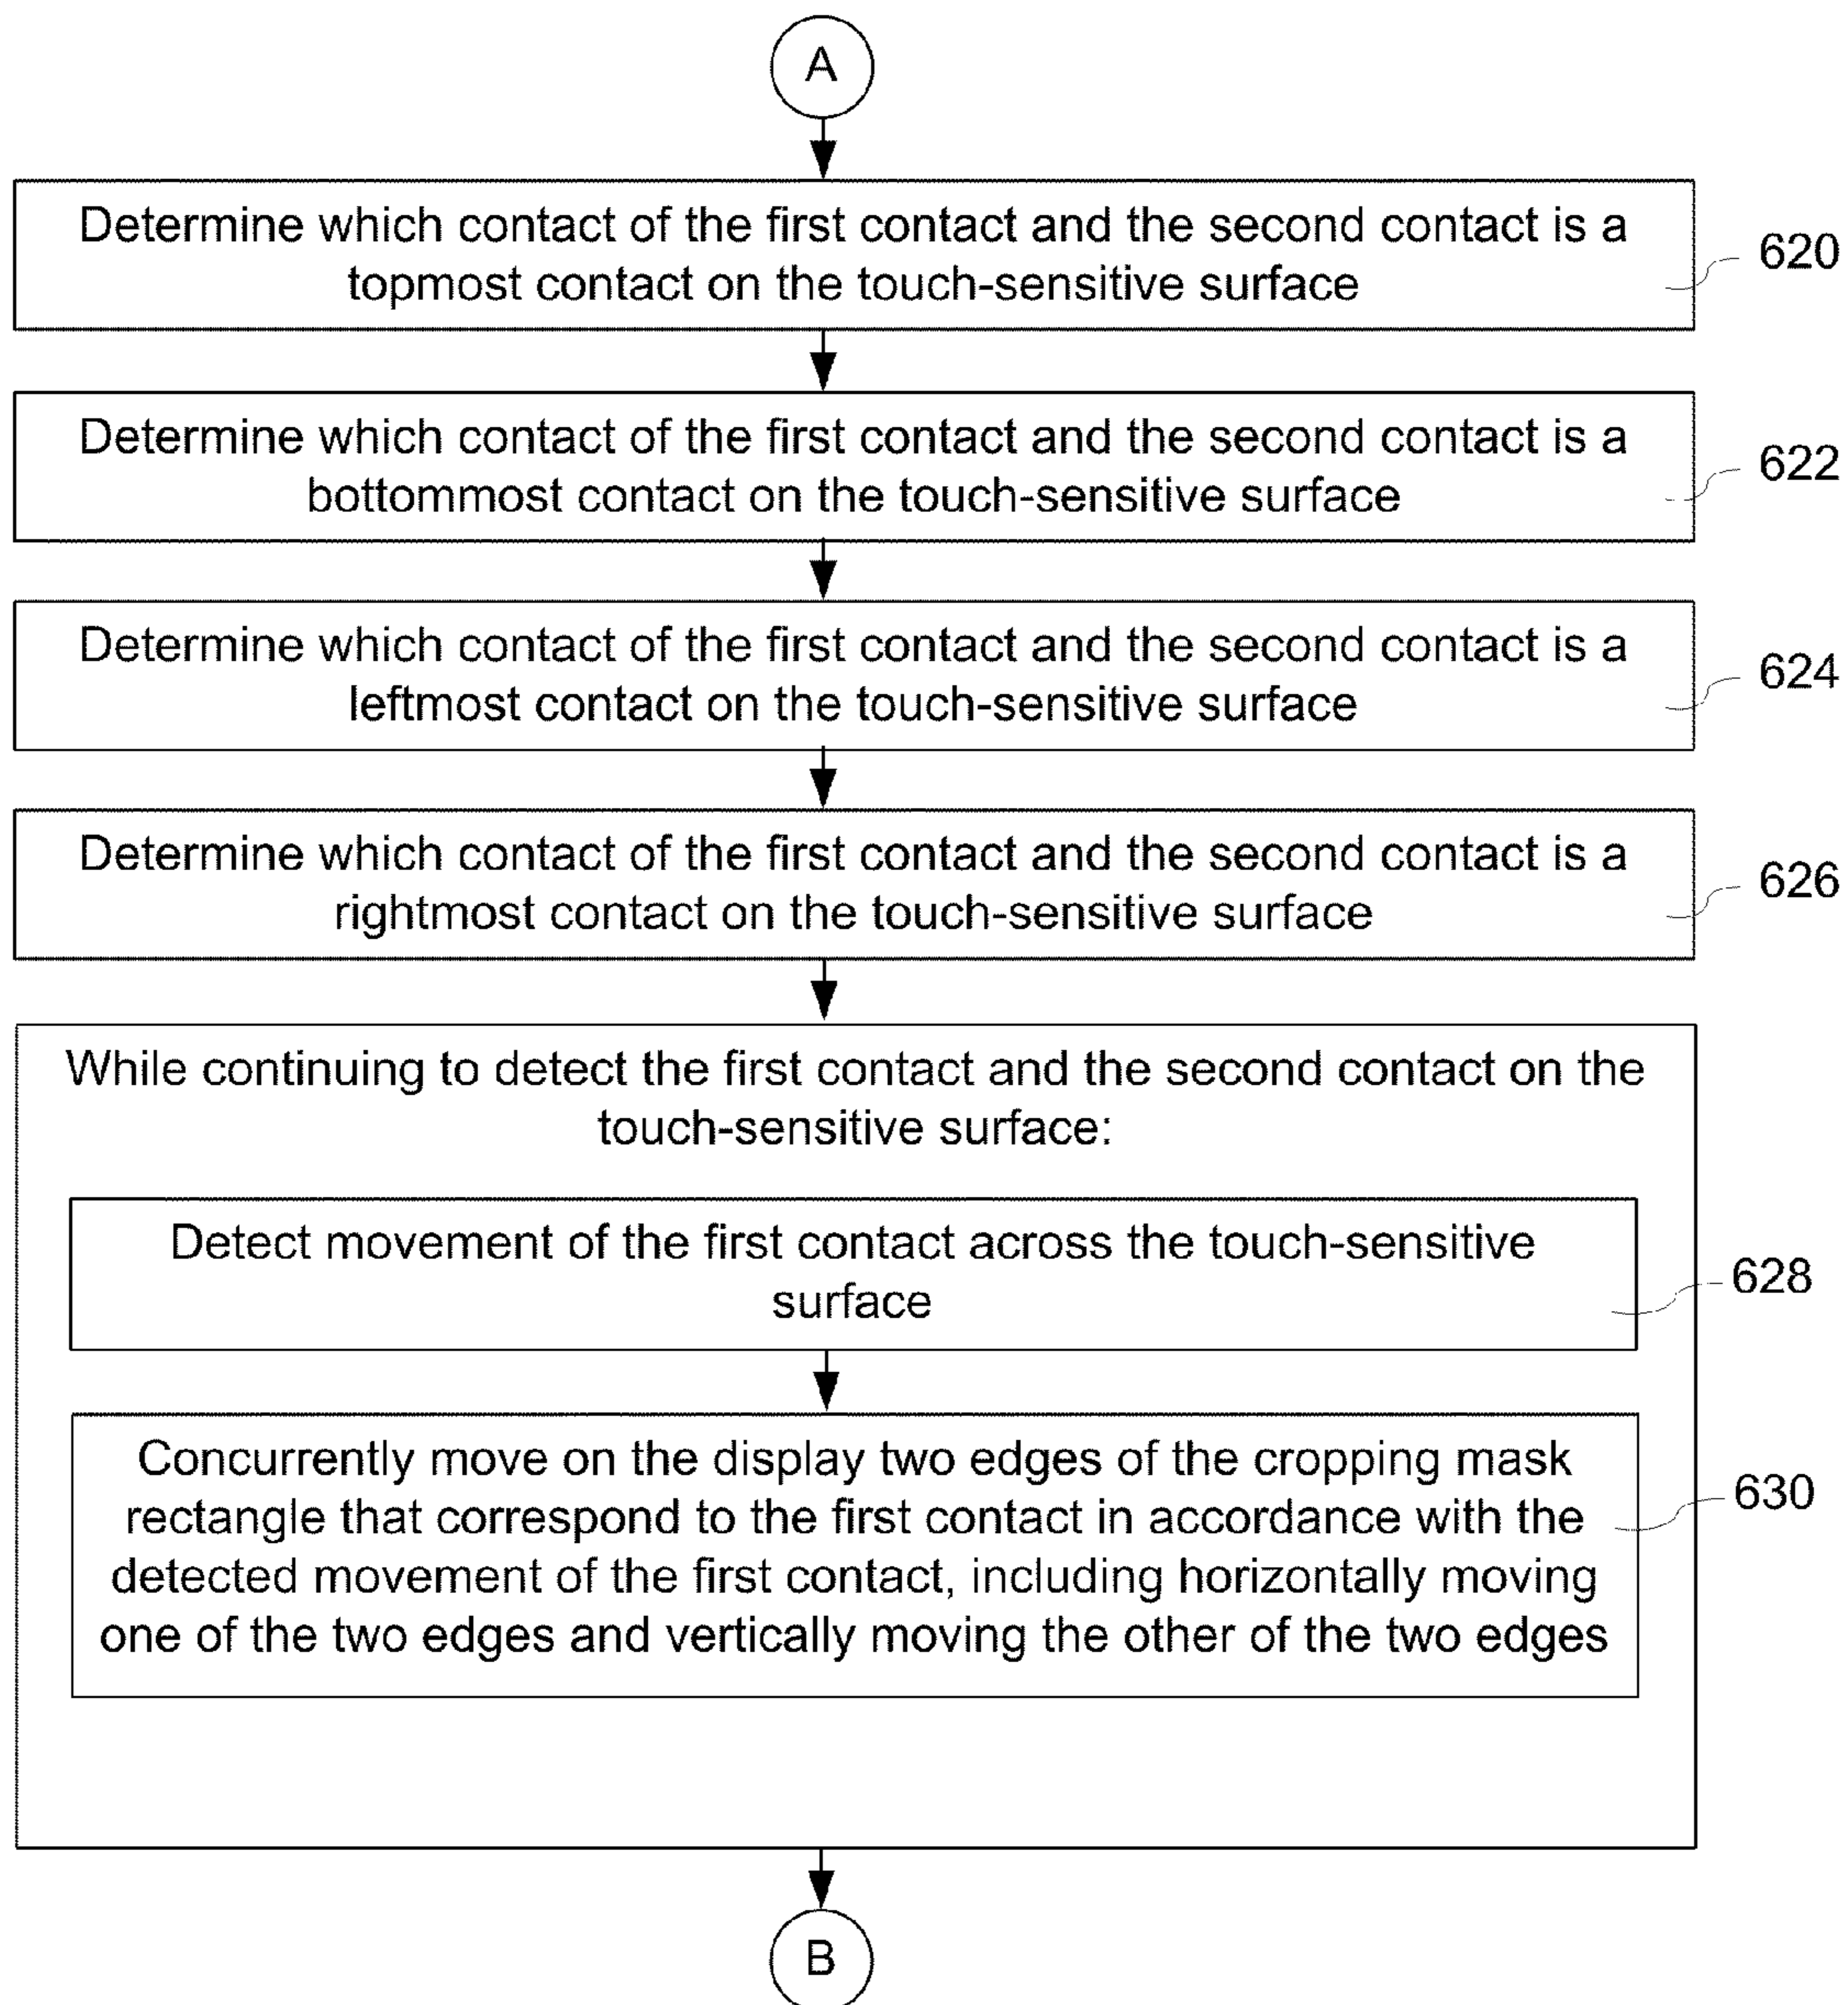 A
Determine which contact of the first contact and the second contact is a
topmost contact on the touch-sensitive surface
620
Determine which contact of the first contact and the second contact is a
bottommost contact on the touch-sensitive surface
622
Determine which contact of the first contact and the second contact is a
leftmost contact on the touch-sensitive surface
624
Determine which contact of the first contact and the second contact is a
rightmost contact on the touch-sensitive surface
626
While continuing to detect the first contact and the second contact on the
touch-sensitive surface:
Detect movement of the first contact across the touch-sensitive
surface
628
Concurrently move on the display two edges of the cropping mask
rectangle that correspond to the first contact in accordance with the
detected movement of the first contact, including horizontally moving
one of the two edges and vertically moving the other of the two edges
630
B